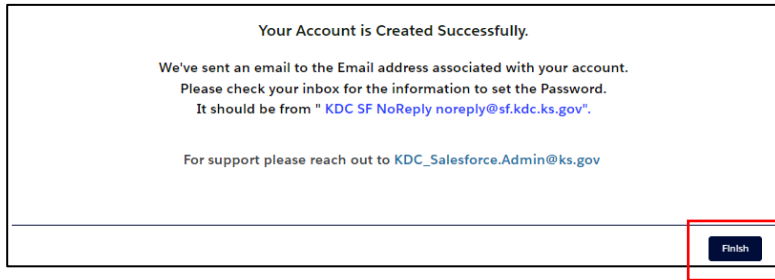 Your Account is Created Successfully.
We've sent an email to the Email address associated with your account.
Please check your inbox for the information to set the Password.
It should be from " KDC SF NoReply noreply@sf.kdc.ks.gov".
For support please reach out to KDC_Salesforce.Admin@ks.gov
Finish